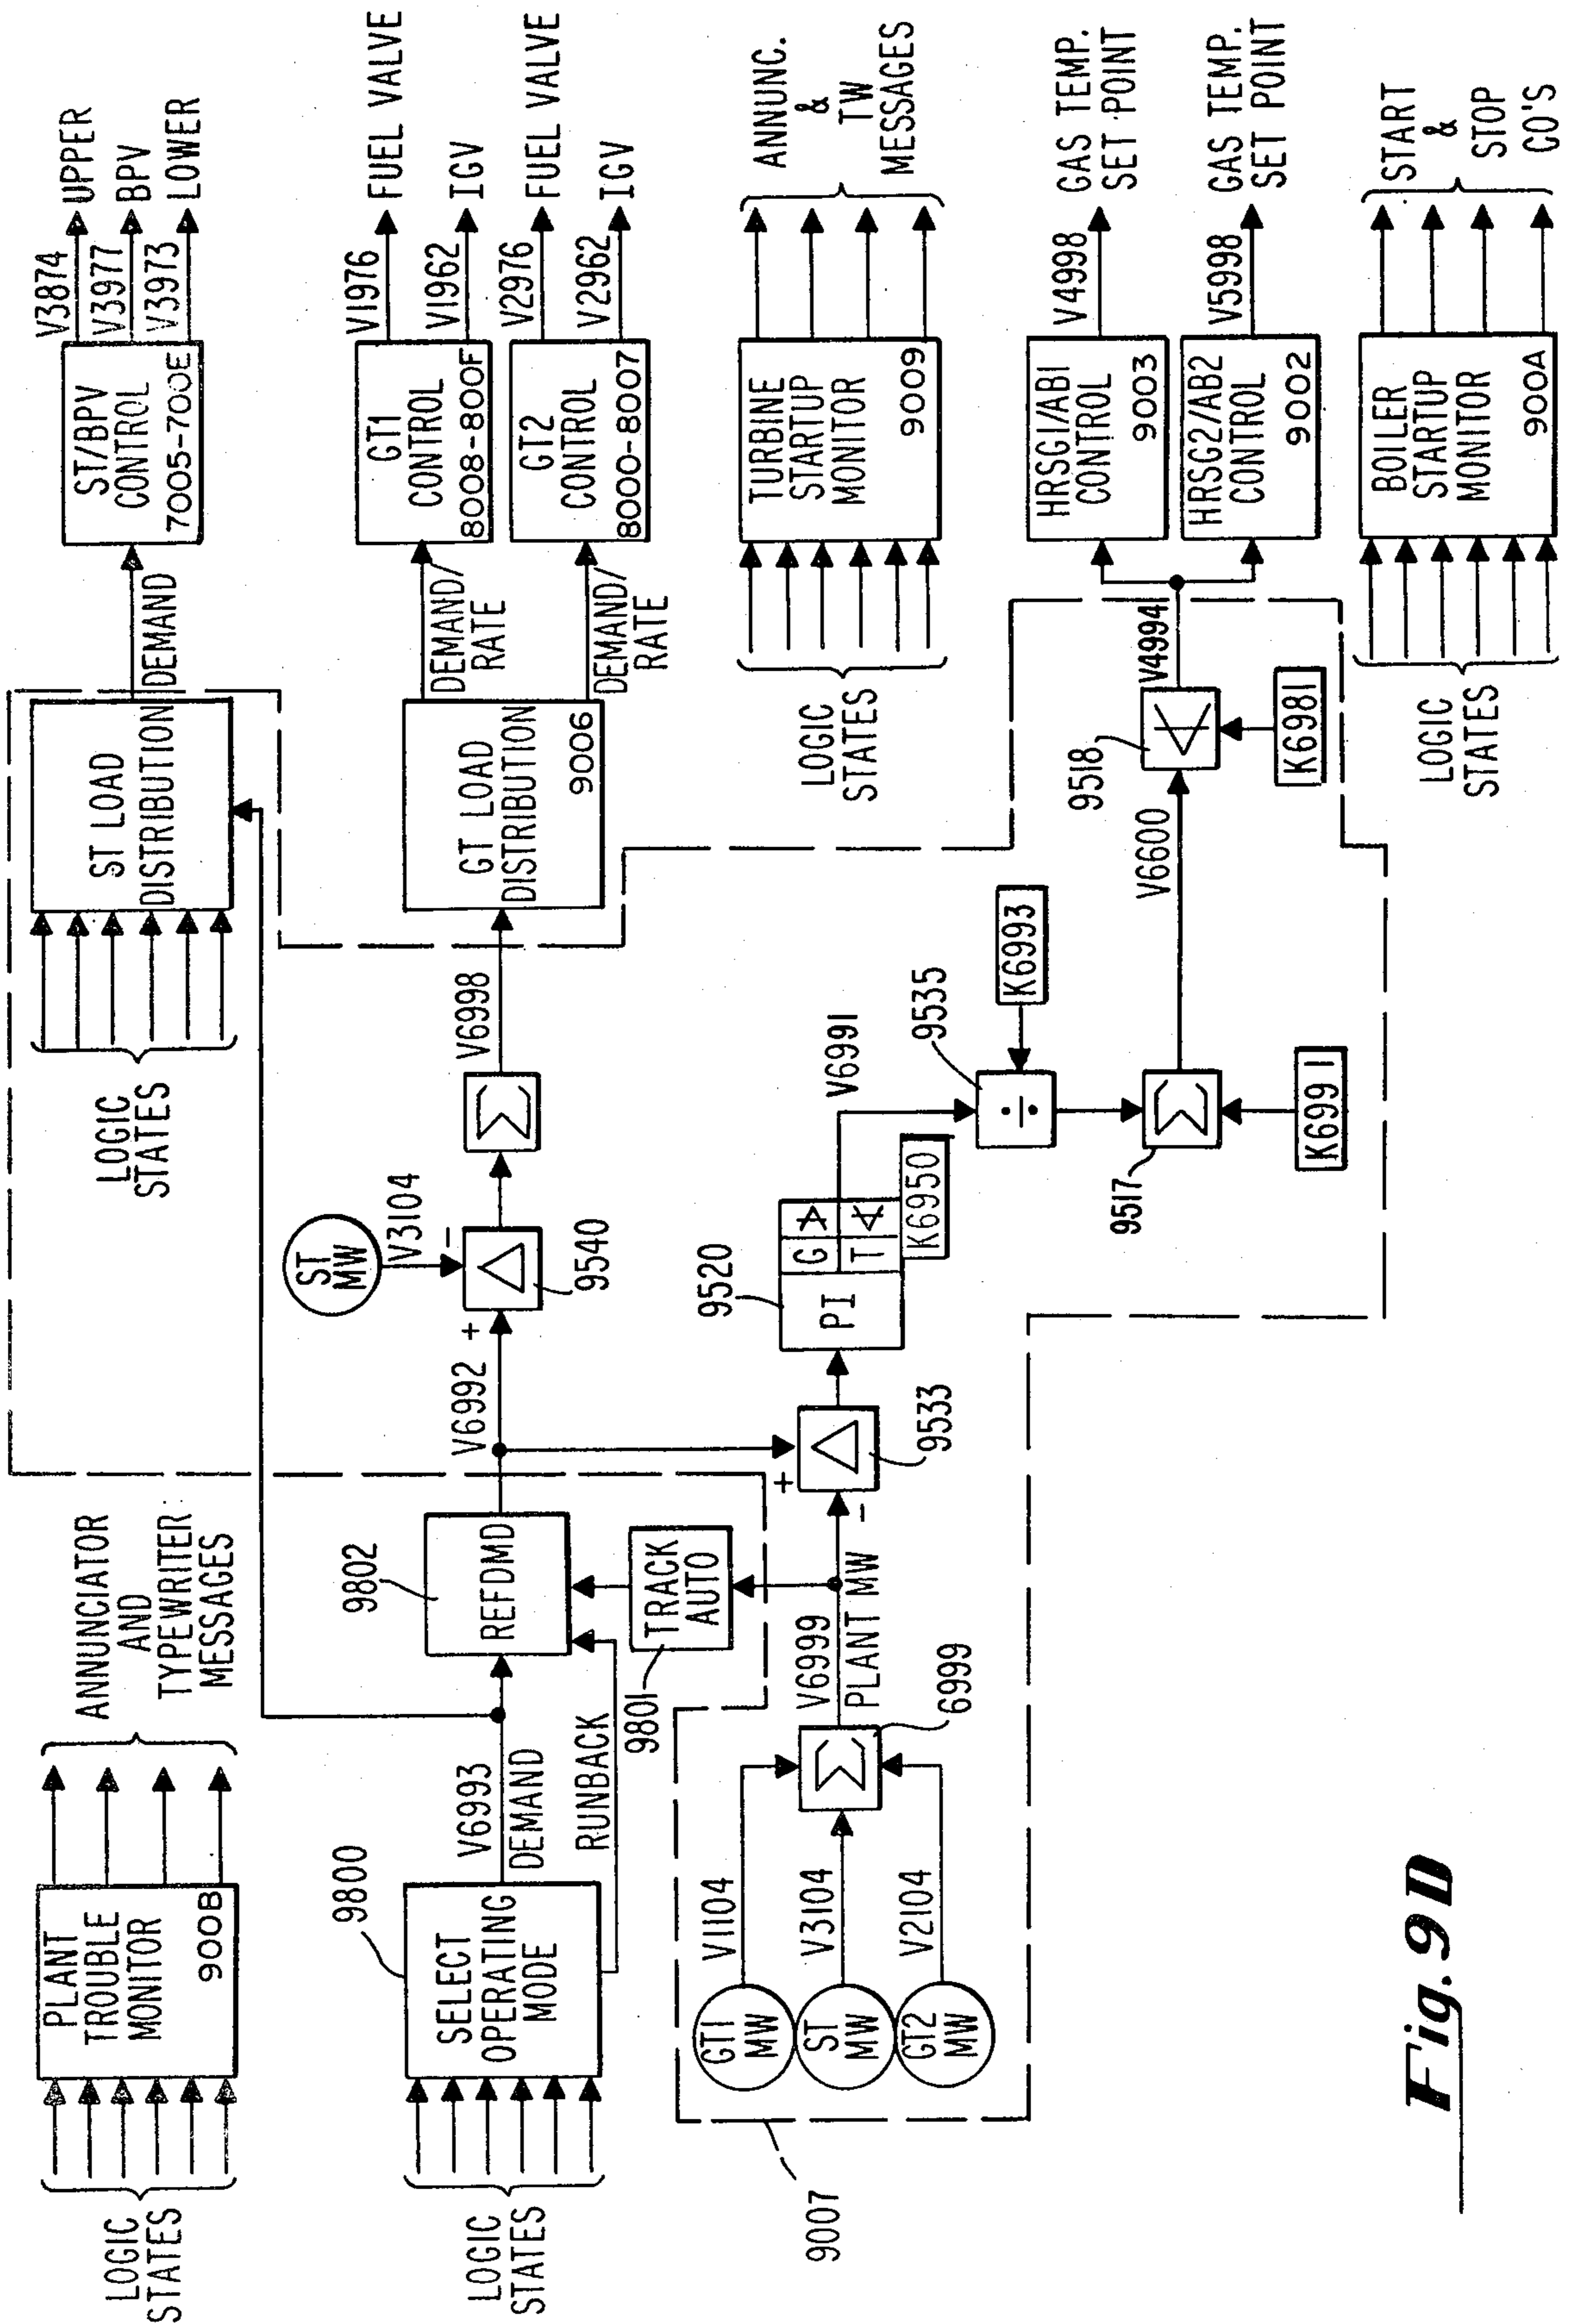 LOGIC
STATES
PLANT
TROUBLE
MONITOR
900B
ANNUNCIATOR
AND
TYPEWRITER
MESSAGES
LOGIC
STATES
ST LOAD
DISTRIBUTION
DEMAND
ST/BPV
CONTROL
7005-700E
V3874
UPPER
V3977
BPV
V3973
LOWER
LOGIC
STATES
9800
SELECT
OPERATING
MODE
V6993
DEMAND
RUNBACK
9802
REFDMD
9801
TRACK
AUTO
V6992
+
-
ST
MW
V3104
9540
Σ
V6998
GT LOAD
DISTRIBUTION
9006
DEMAND/
RATE
DEMAND/
RATE
GT1
CONTROL
8008-800F
V1976
FUEL VALVE
V1962
IGV
GT2
CONTROL
8000-8007
V2976
FUEL VALVE
V2962
IGV
9007
GT1
MW
ST
MW
GT2
MW
V1104
V3104
V2104
Σ
6999
V6999
PLANT MW
+
-
9533
9520
PI
G
T
K6950
V6991
9535
÷
K6993
9517
Σ
K6991
V6600
9518
K6981
V4994
LOGIC
STATES
TURBINE
STARTUP
MONITOR
9009
ANNUNC.
&
TW
MESSAGES
HRSG1/AB1
CONTROL
9003
V4998
GAS TEMP.
SET POINT
HRSG2/AB2
CONTROL
9002
V5998
GAS TEMP.
SET POINT
LOGIC
STATES
BOILER
STARTUP
MONITOR
900A
START
&
STOP
CO'S
Fig. 9D